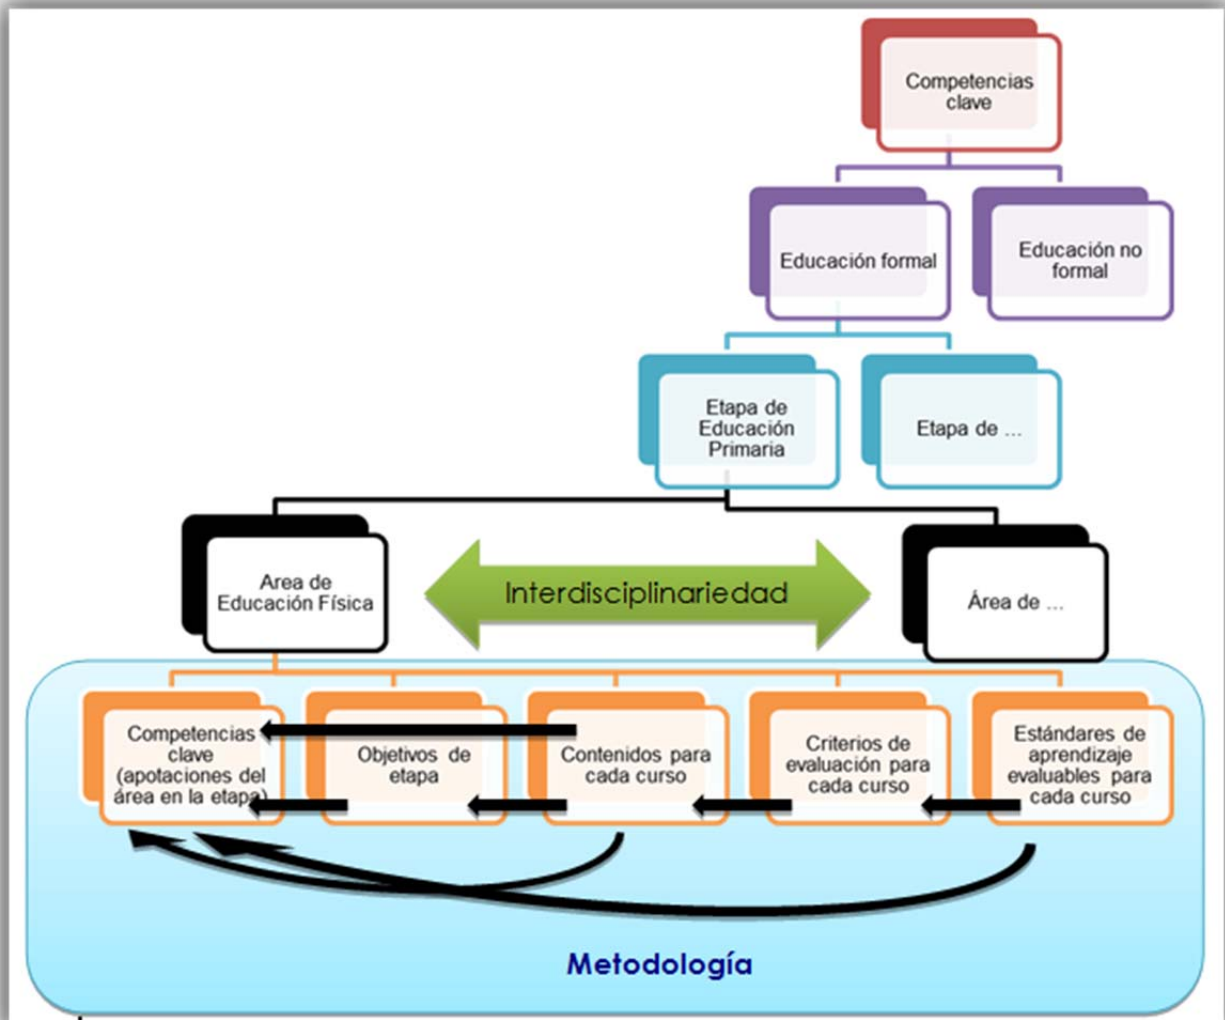 Competencias
clave
Educación formal
Educación no
formal
Etapa de
Educación
Primaria
Etapa de ...
Area de
Educación Física
Interdisciplinariedad
Área de ...
Competencias
clave
(apotaciones del
área en la etapa)
Objetivos de
etapa
Contenidos para
cada curso
Criterios de
evaluación para
cada curso
Estándares de
aprendizaje
evaluables para
cada curso
Metodología